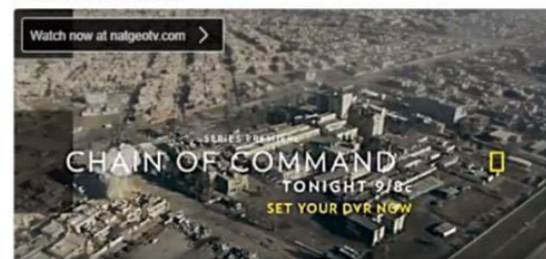 Watch now at natgeotv.com >
SERIES PREMIERE
CHAIN OF COMMAND
TONIGHT 9/8c
SET YOUR DVR NOW